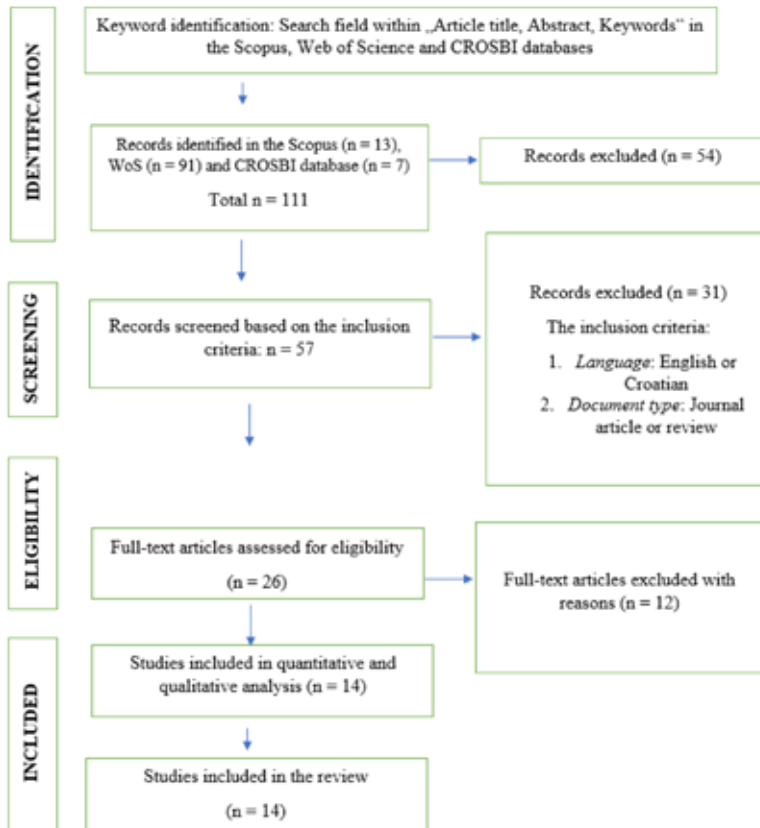 IDENTIFICATION
Keyword identification: Search field within „Article title, Abstract, Keywords“ in
the Scopus, Web of Science and CROSBI databases
Records identified in the Scopus (n = 13),
WoS (n = 91) and CROSBI database (n = 7)
Total n = 111
Records excluded (n = 54)
SCREENING
Records screened based on the inclusion
criteria: n = 57
Records excluded (n = 31)
The inclusion criteria:
1. Language: English or
Croatian
2. Document type: Journal
article or review
ELIGIBILITY
Full-text articles assessed for eligibility
(n = 26)
Full-text articles excluded with
reasons (n = 12)
INCLUDED
Studies included in quantitative and
qualitative analysis (n = 14)
Studies included in the review
(n = 14)